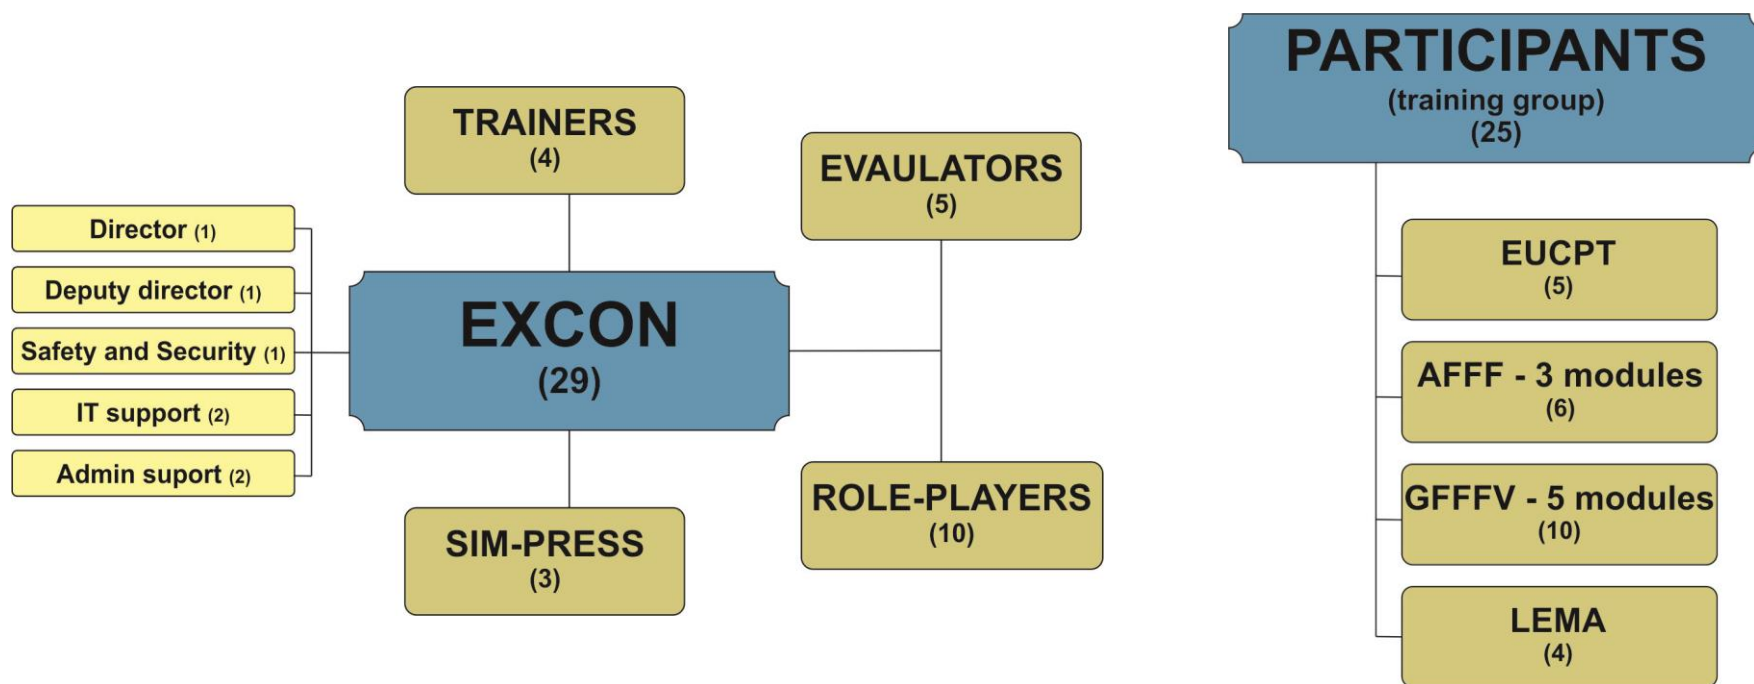 TRAINERS
(4)
EVAULATORS
(5)
Director (1)
Deputy director (1)
Safety and Security (1)
IT support (2)
Admin suport (2)
EXCON
(29)
SIM-PRESS
(3)
ROLE-PLAYERS
(10)
PARTICIPANTS
(training group)
(25)
EUCPT
(5)
AFFF - 3 modules
(6)
GFFFV - 5 modules
(10)
LEMA
(4)